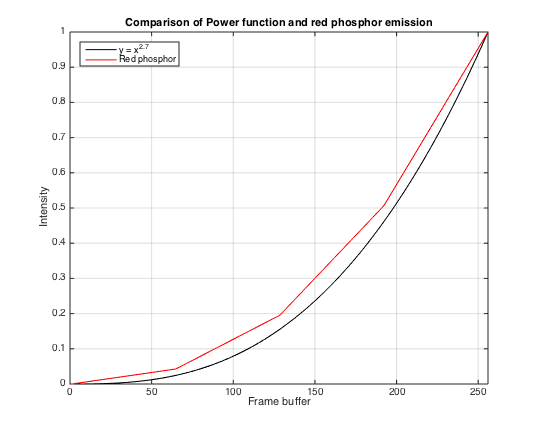 Comparison of Power function and red phosphor emission
y = x^2.7
Red phosphor
1
0.9
0.8
0.7
0.6
0.5
0.4
0.3
0.2
0.1
0
Intensity
0 50 100 150 200 250
Frame buffer